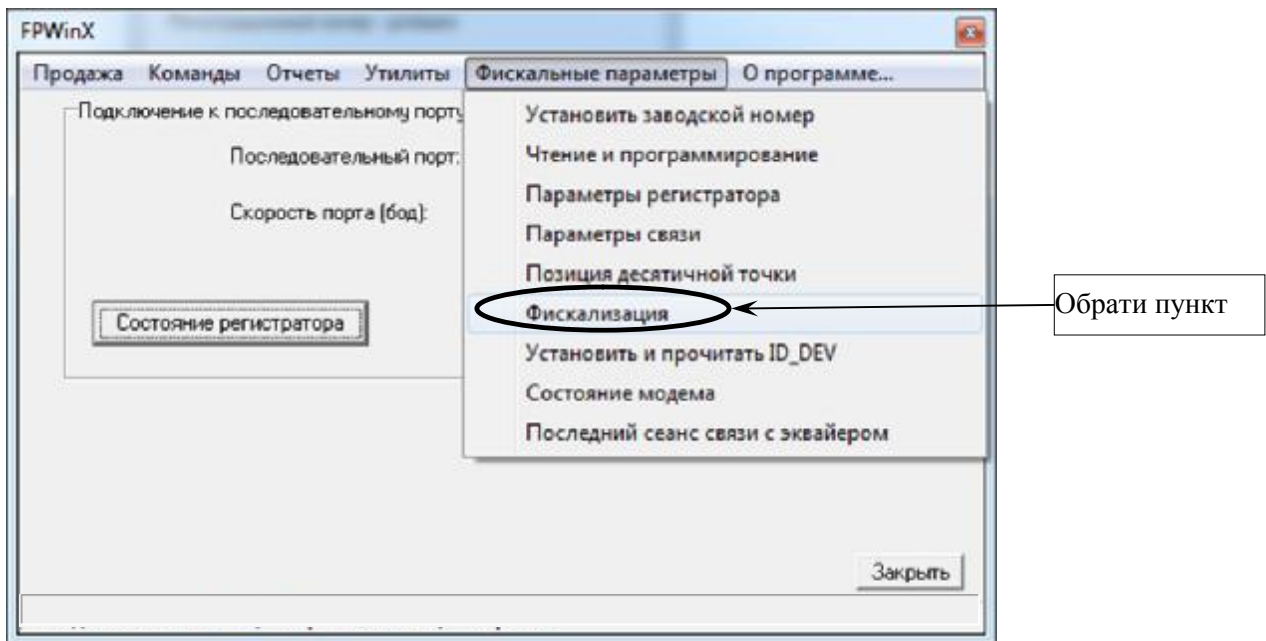 FPWinX
Продажа Команды Отчеты Утилиты Фискальные параметры О программе...
Подключение к последовательному порту
Последовательный порт:
Скорость порта (бод):
Состояние регистратора
Установить заводской номер
Чтение и программирование
Параметры регистратора
Параметры связи
Позиция десятичной точки
Фискализация
Установить и прочитать ID_DEV
Состояние модема
Последний сеанс связи с эквайером
Обрати пункт
Закрыть